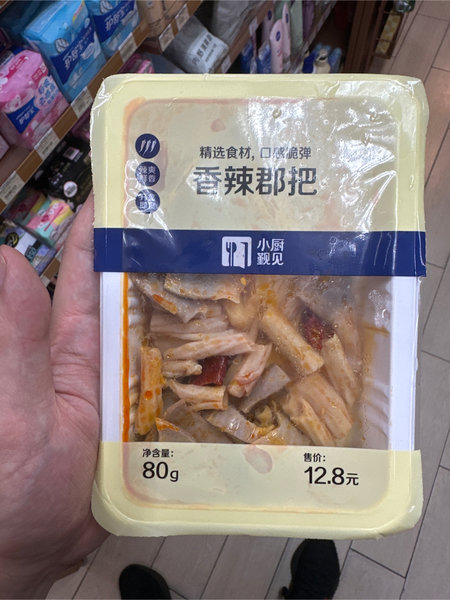 精选食材，口感脆弹
香辣郡把
小厨
觐见
净含量：
80g
售价：
12.8元